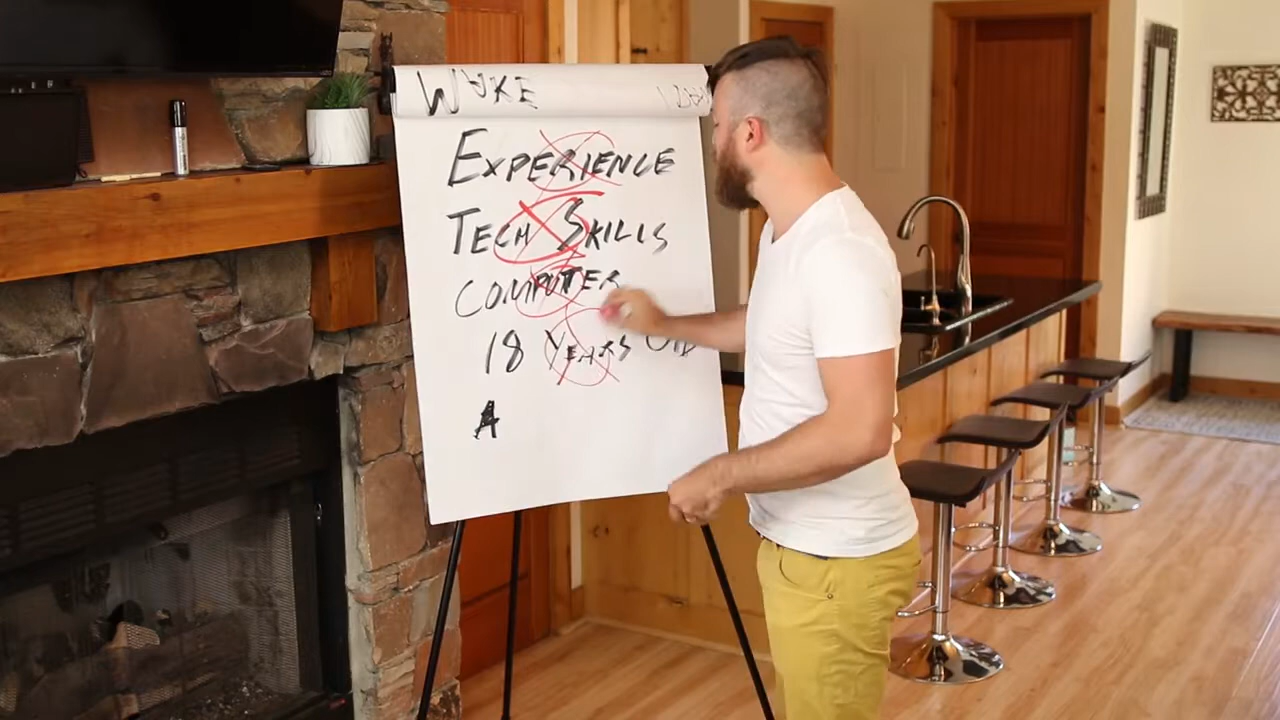 WAKE
EXPERIENCE
TECH SKILLS
COMPUTER
18 YEARS OLD
A